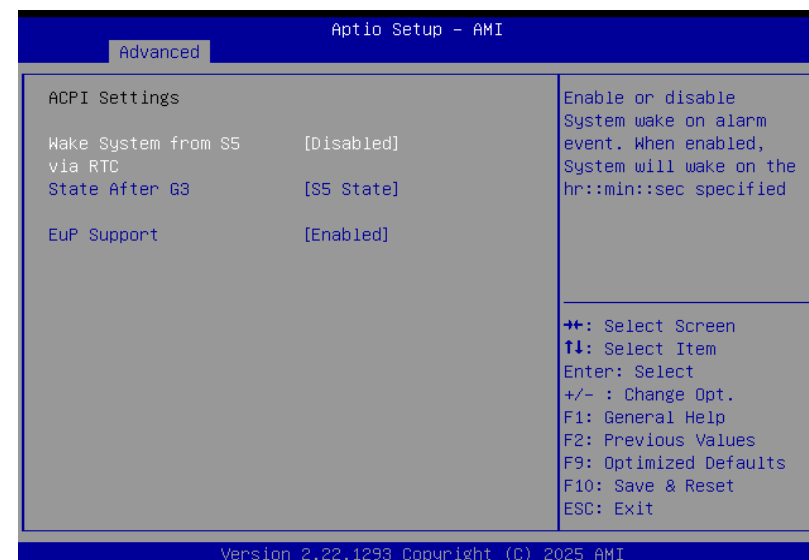 Aptio Setup – AMI
Advanced
ACPI Settings
Wake System from S5 [Disabled]
via RTC
State After G3 [S5 State]
EuP Support [Enabled]
Enable or disable
System wake on alarm
event. When enabled,
System will wake on the
hr::min::sec specified
→←: Select Screen
↑↓: Select Item
Enter: Select
+/- : Change Opt.
F1: General Help
F2: Previous Values
F9: Optimized Defaults
F10: Save & Reset
ESC: Exit
Version 2.22.1293 Copyright (C) 2025 AMI